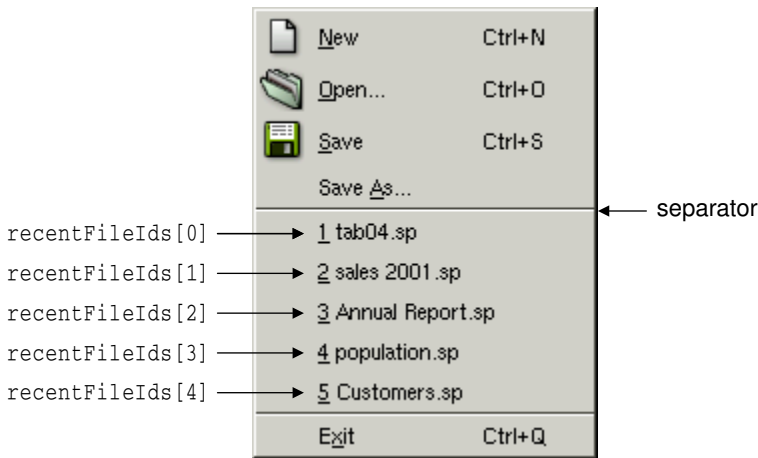 New Ctrl+N
Open... Ctrl+O
Save Ctrl+S
Save As...
separator
recentFileIds[0] 1 tab04.sp
recentFileIds[1] 2 sales 2001.sp
recentFileIds[2] 3 Annual Report.sp
recentFileIds[3] 4 population.sp
recentFileIds[4] 5 Customers.sp
Exit Ctrl+Q